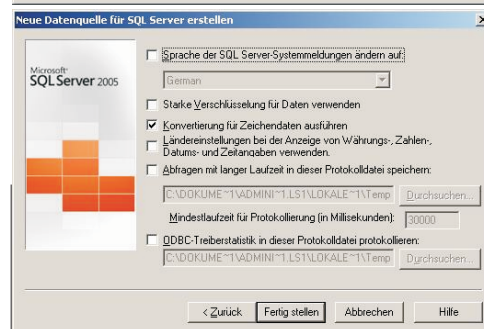 Neue Datenquelle für SQL Server erstellen
Microsoft
SQL Server 2005
Sprache der SQL Server-Systemmeldungen ändern auf:
German
Starke Verschlüsselung für Daten verwenden
Konvertierung für Zeichendaten ausführen
Ländereinstellungen bei der Anzeige von Währungs-, Zahlen-,
Datums- und Zeitangaben verwenden.
Abfragen mit langer Laufzeit in dieser Protokolldatei speichern:
C:\DOKUME~1\ADMINI~1.LS1\LOKALE~1\Temp Durchsuchen...
Mindestlaufzeit für Protokollierung (in Millisekunden): 30000
ODBC-Treiberstatistik in dieser Protokolldatei protokollieren:
C:\DOKUME~1\ADMINI~1.LS1\LOKALE~1\Temp Durchsuchen...
< Zurück Fertig stellen Abbrechen Hilfe